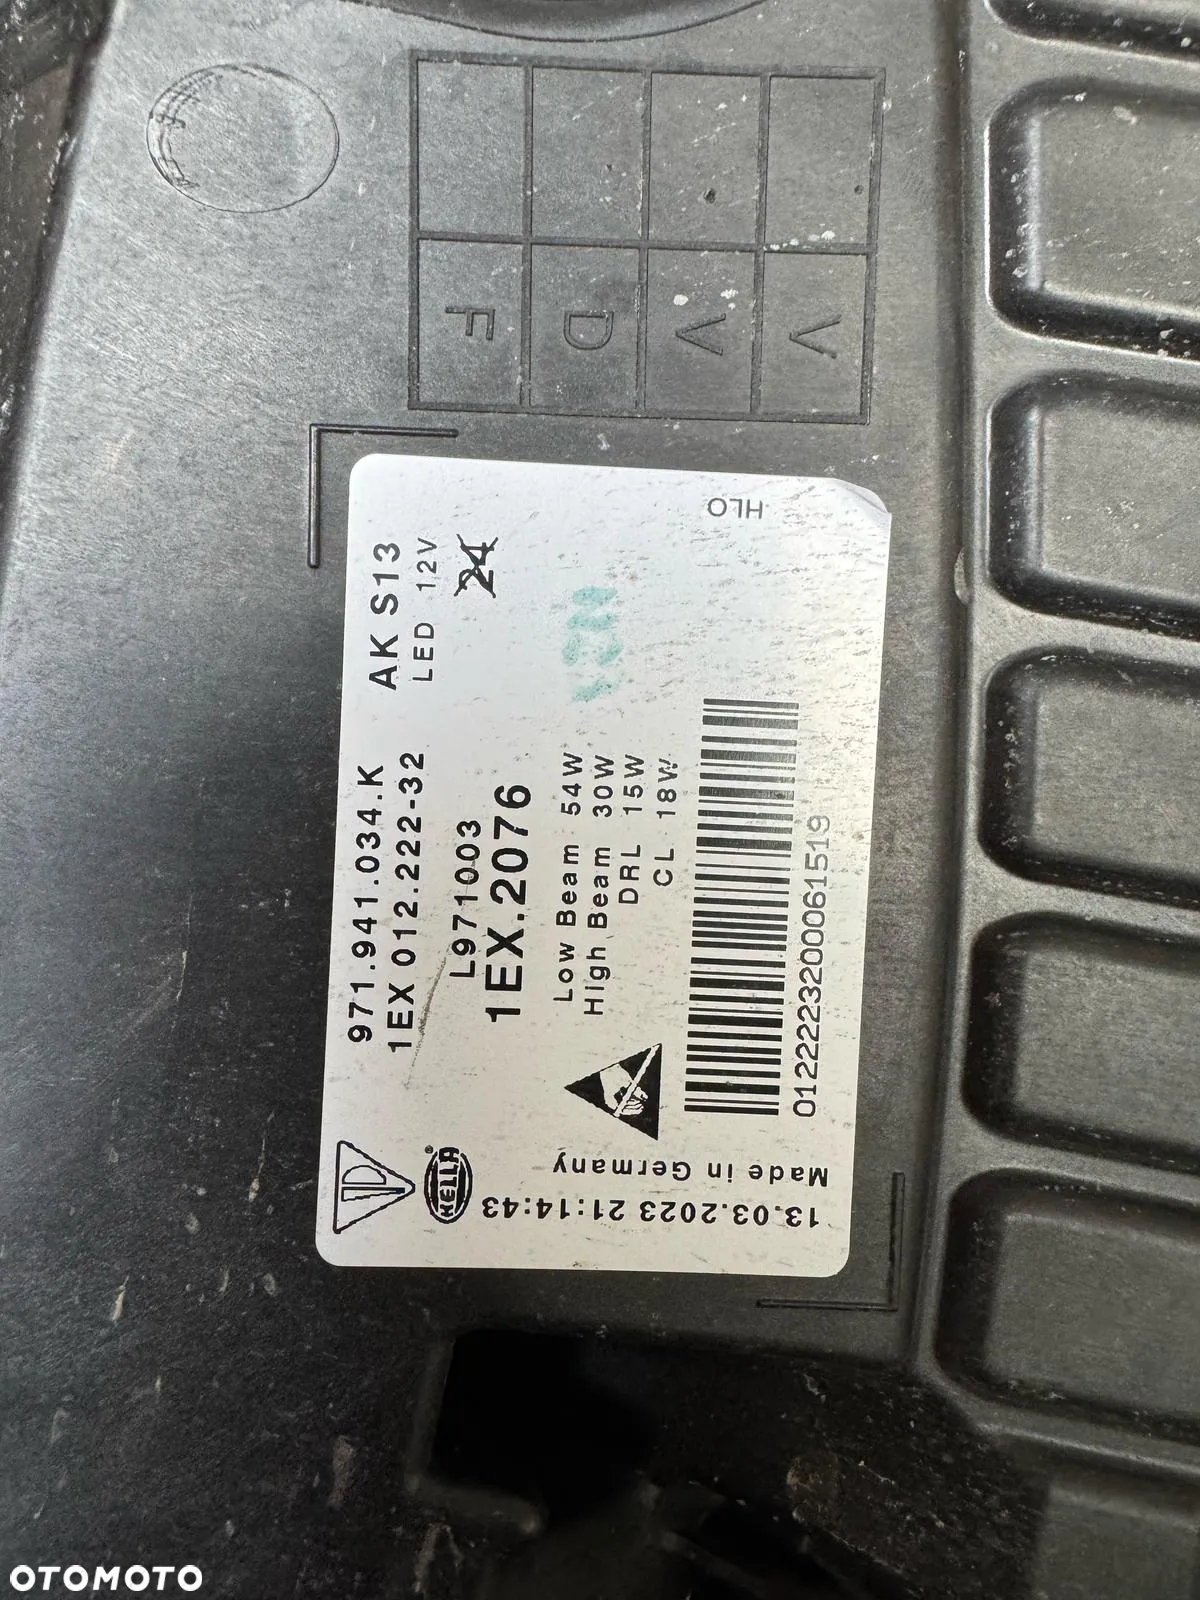 F
D
V
V
971.941.034.K
AK S13
1EX 012.222-32
LED 12V
24
L971003
1EX.2076
Low Beam 54W
High Beam 30W
DRL 15W
CL 18W
0122223200061519
HLO
HELLA
®
Made in Germany
13.03.2023 21:14:43
OTOMOTO